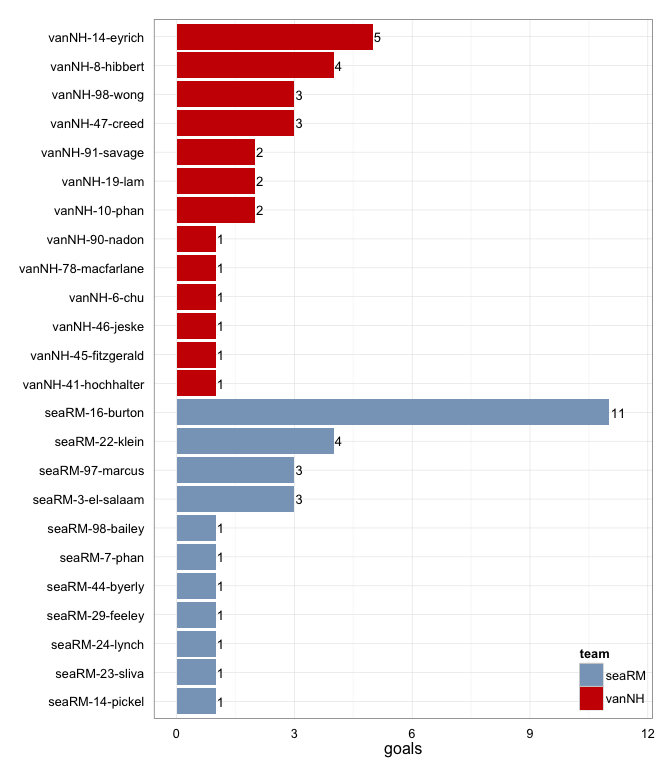 vanNH-14-eyrich 5
vanNH-8-hibbert 4
vanNH-98-wong 3
vanNH-47-creed 3
vanNH-91-savage 2
vanNH-19-lam 2
vanNH-10-phan 2
vanNH-90-nadon 1
vanNH-78-macfarlane 1
vanNH-6-chu 1
vanNH-46-jeske 1
vanNH-45-fitzgerald 1
vanNH-41-hochhalter 1
seaRM-16-burton 11
seaRM-22-klein 4
seaRM-97-marcus 3
seaRM-3-el-salaam 3
seaRM-98-bailey 1
seaRM-7-phan 1
seaRM-44-byerly 1
seaRM-29-feeley 1
seaRM-24-lynch 1
seaRM-23-sliva 1
seaRM-14-pickel 1
team
seaRM
vanNH
0 3 6 9 12
goals